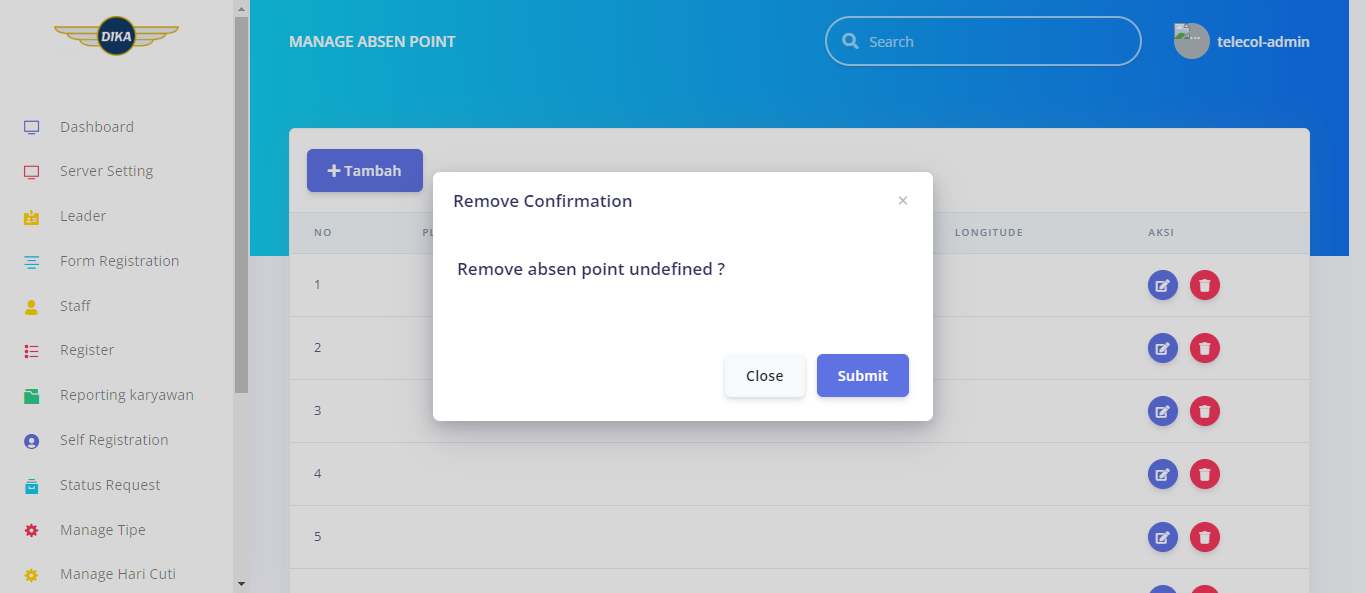 DIKA
MANAGE ABSEN POINT
Search
telecol-admin
Dashboard
Server Setting
Leader
Form Registration
Staff
Register
Reporting karyawan
Self Registration
Status Request
Manage Tipe
Manage Hari Cuti
+ Tambah
NO
LONGITUDE
AKSI
1
2
3
4
5
Remove Confirmation
×
Remove absen point undefined ?
Close
Submit